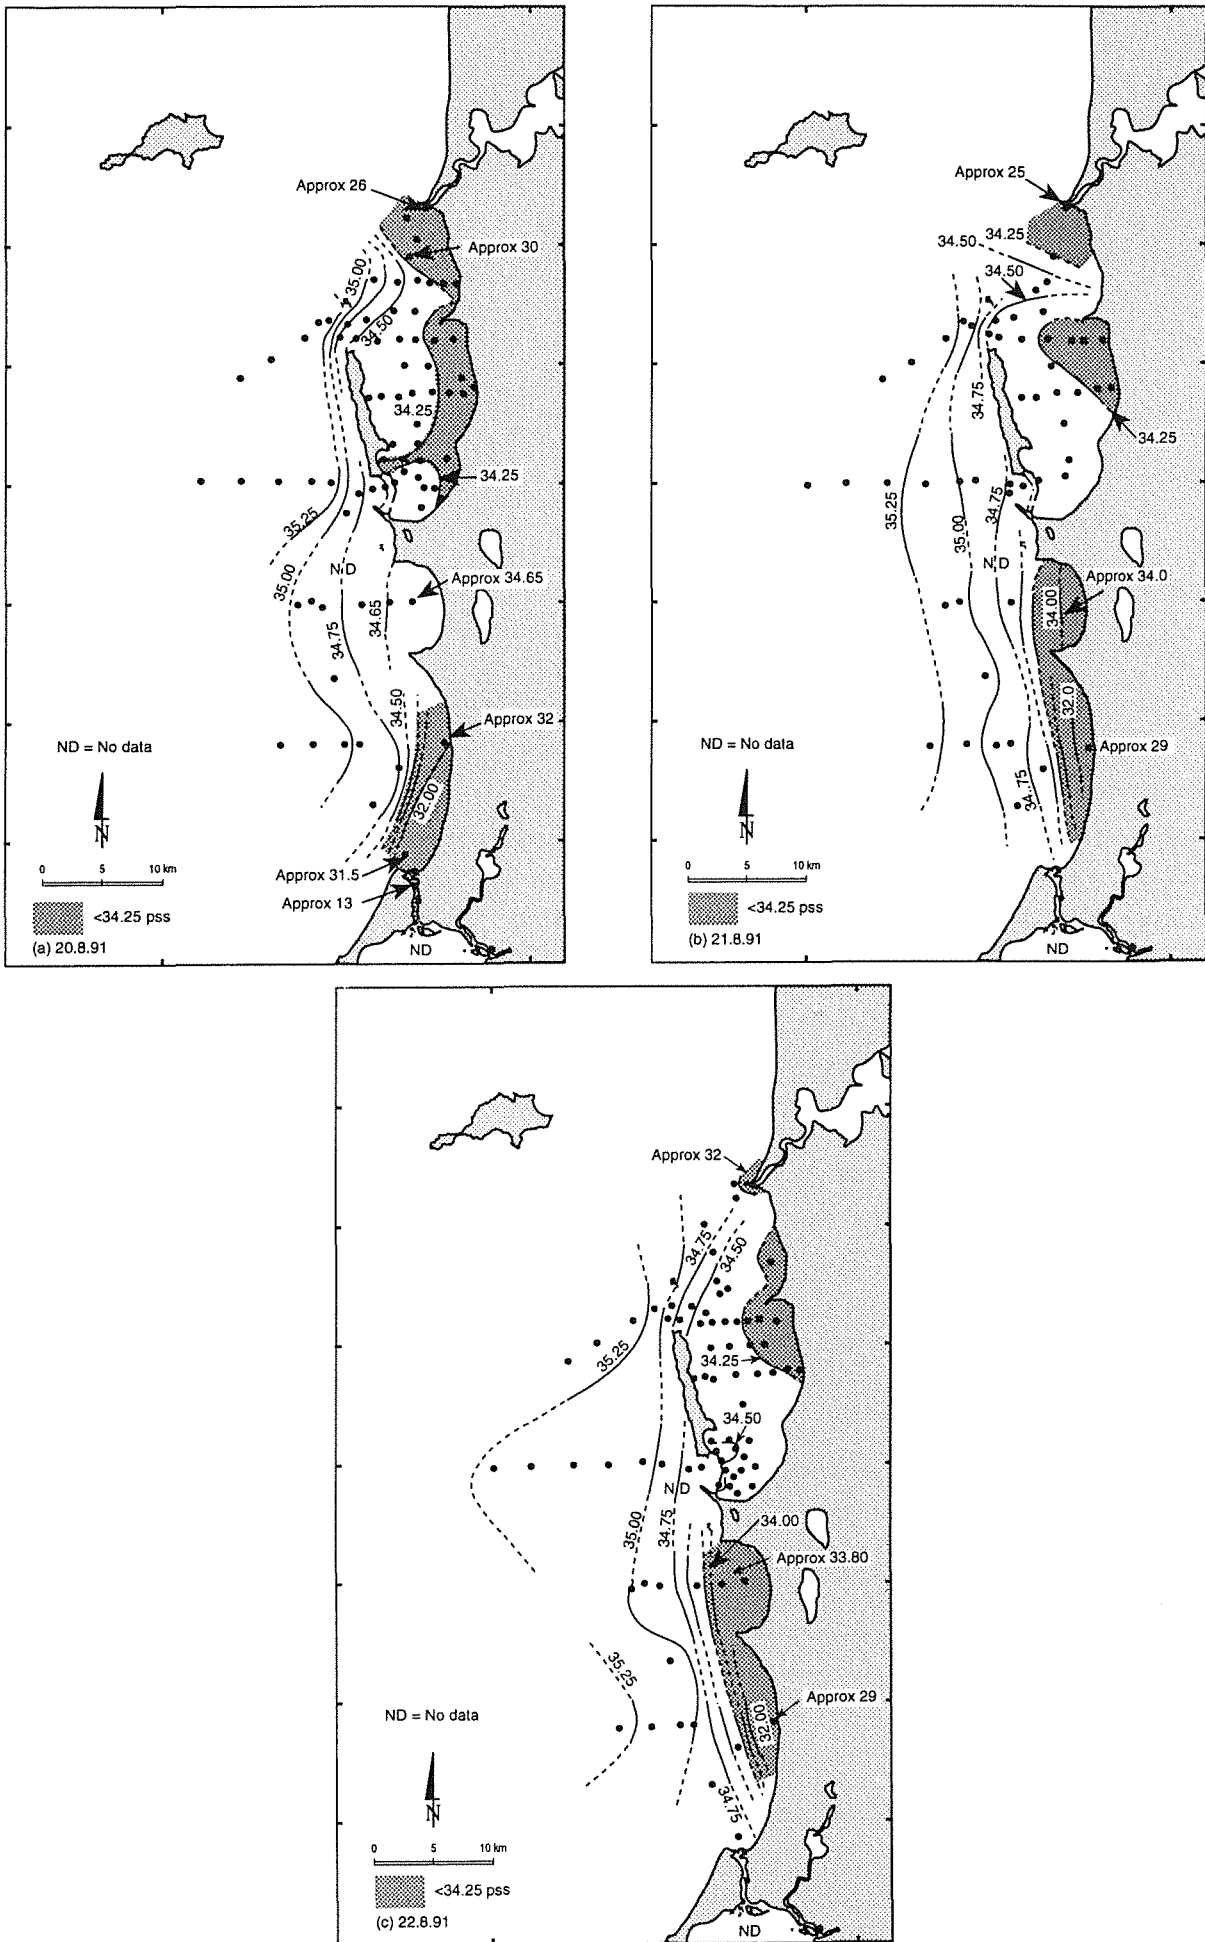 Approx 26
Approx 30
35.00
34.50
34.25
34.25
35.25
ND
35.00
Approx 34.65
34.65
34.75
34.50
Approx 32
ND = No data
32.00
N
0 5 10 km
Approx 31.5
Approx 13
<34.25 pss
(a) 20.8.91
ND
Approx 25
34.25
34.50
34.50
34.75
34.25
35.25
34.75
35.00
ND
Approx 34.0
34.00
32.0
ND = No data
Approx 29
34.75
N
0 5 10 km
<34.25 pss
(b) 21.8.91
ND
Approx 32
34.75
34.50
35.25
34.25
34.50
ND
35.00
34.75
34.00
Approx 33.80
35.25
Approx 29
32.00
ND = No data
34.75
N
0 5 10 km
<34.25 pss
(c) 22.8.91
ND